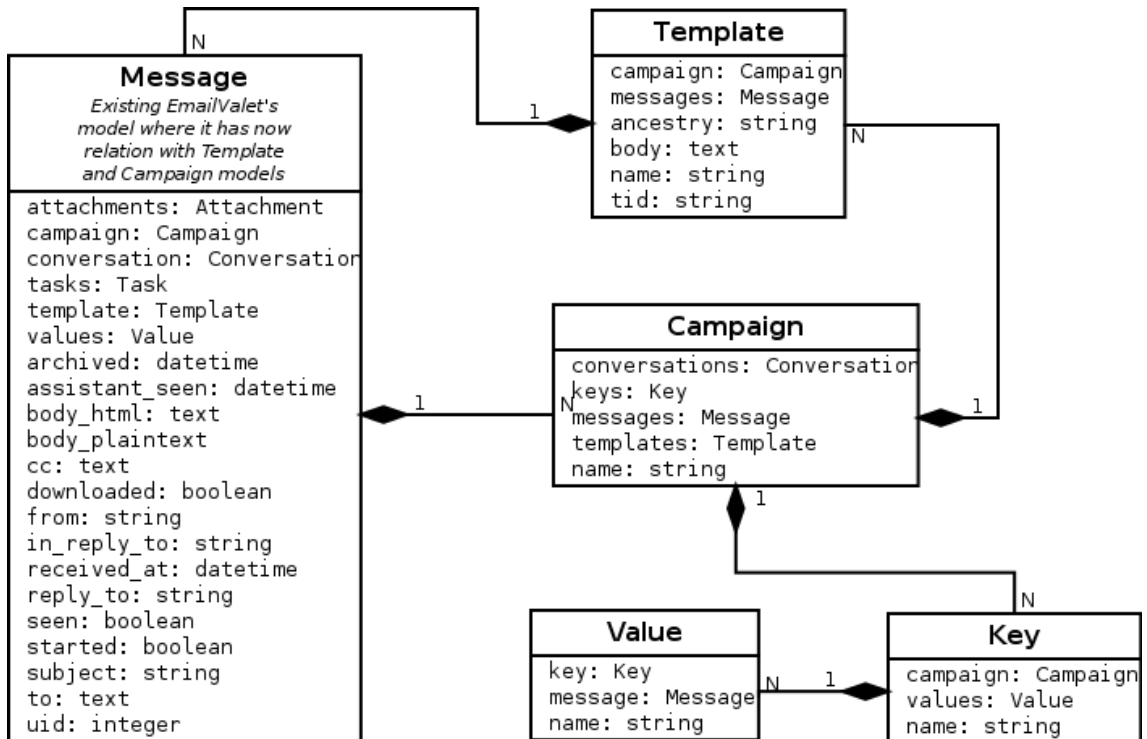 Message
Existing EmailValet's
model where it has now
relation with Template
and Campaign models
attachments: Attachment
campaign: Campaign
conversation: Conversation
tasks: Task
template: Template
values: Value
archived: datetime
assistant_seen: datetime
body_html: text
body_plaintext
cc: text
downloaded: boolean
from: string
in_reply_to: string
received_at: datetime
reply_to: string
seen: boolean
started: boolean
subject: string
to: text
uid: integer
N
1
Template
campaign: Campaign
messages: Message
ancestry: string
body: text
name: string
tid: string
N
1
Campaign
conversations: Conversation
keys: Key
messages: Message
templates: Template
name: string
1
N
1
N
Value
key: Key
message: Message
name: string
N
1
Key
campaign: Campaign
values: Value
name: string